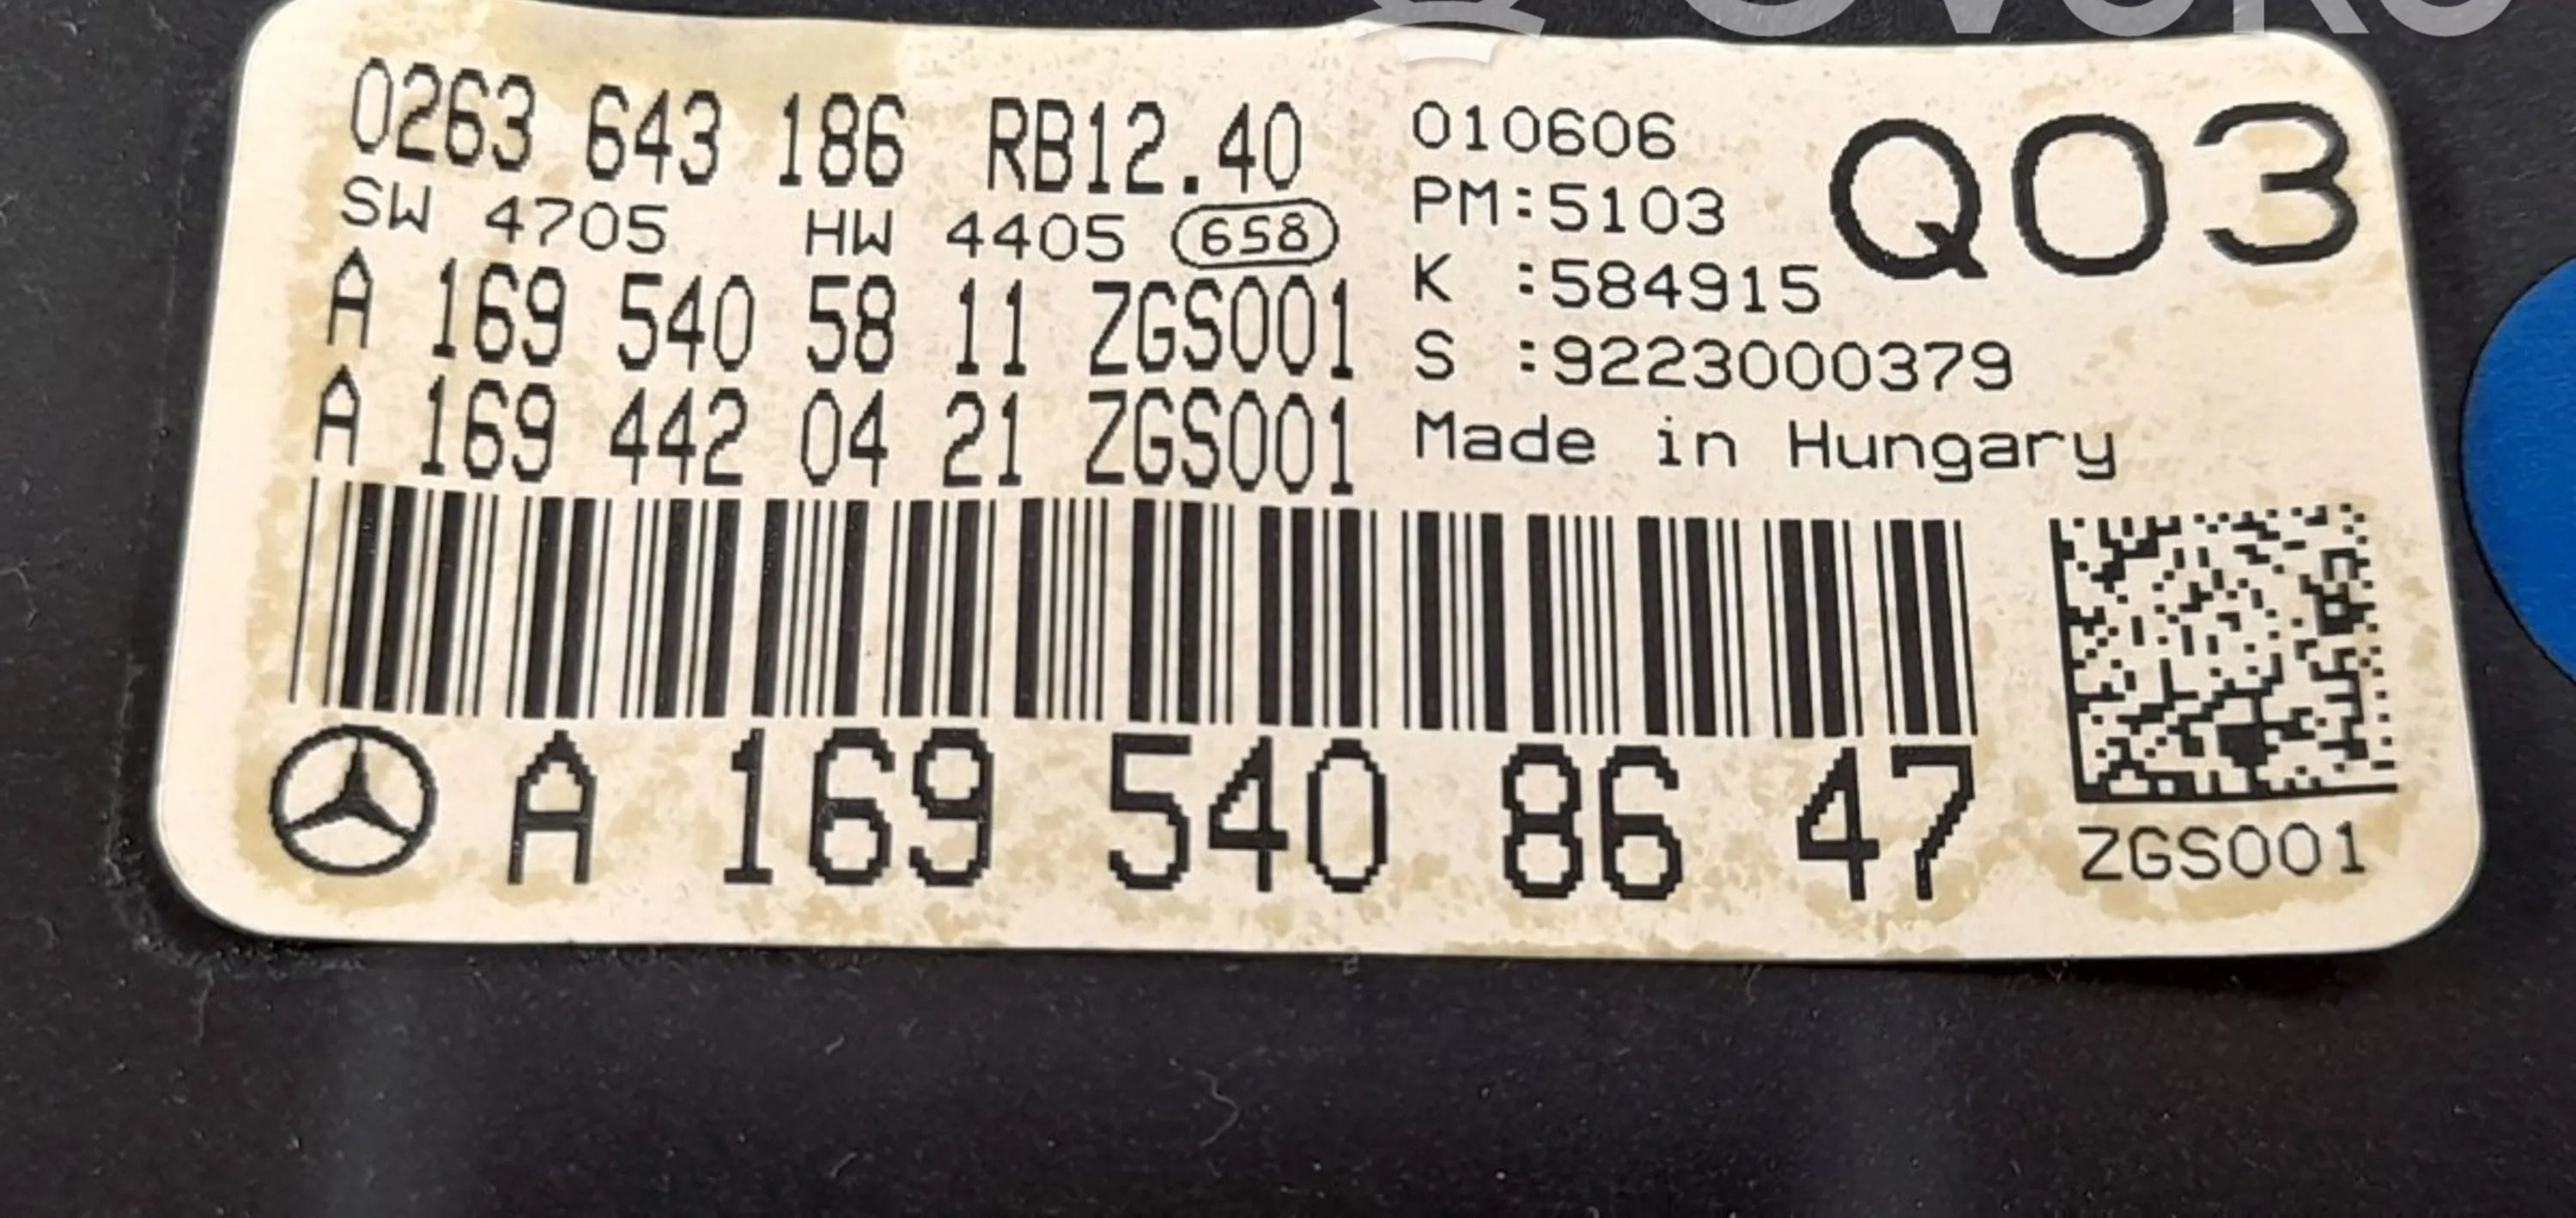 0263 643 186 RB12.40
SW 4705 HW 4405 658
A 169 540 58 11 ZGS001
A 169 442 04 21 ZGS001
010606
PM:5103
K :584915
S :9223000379
Made in Hungary
Q03
A 169 540 86 47
ZGS001